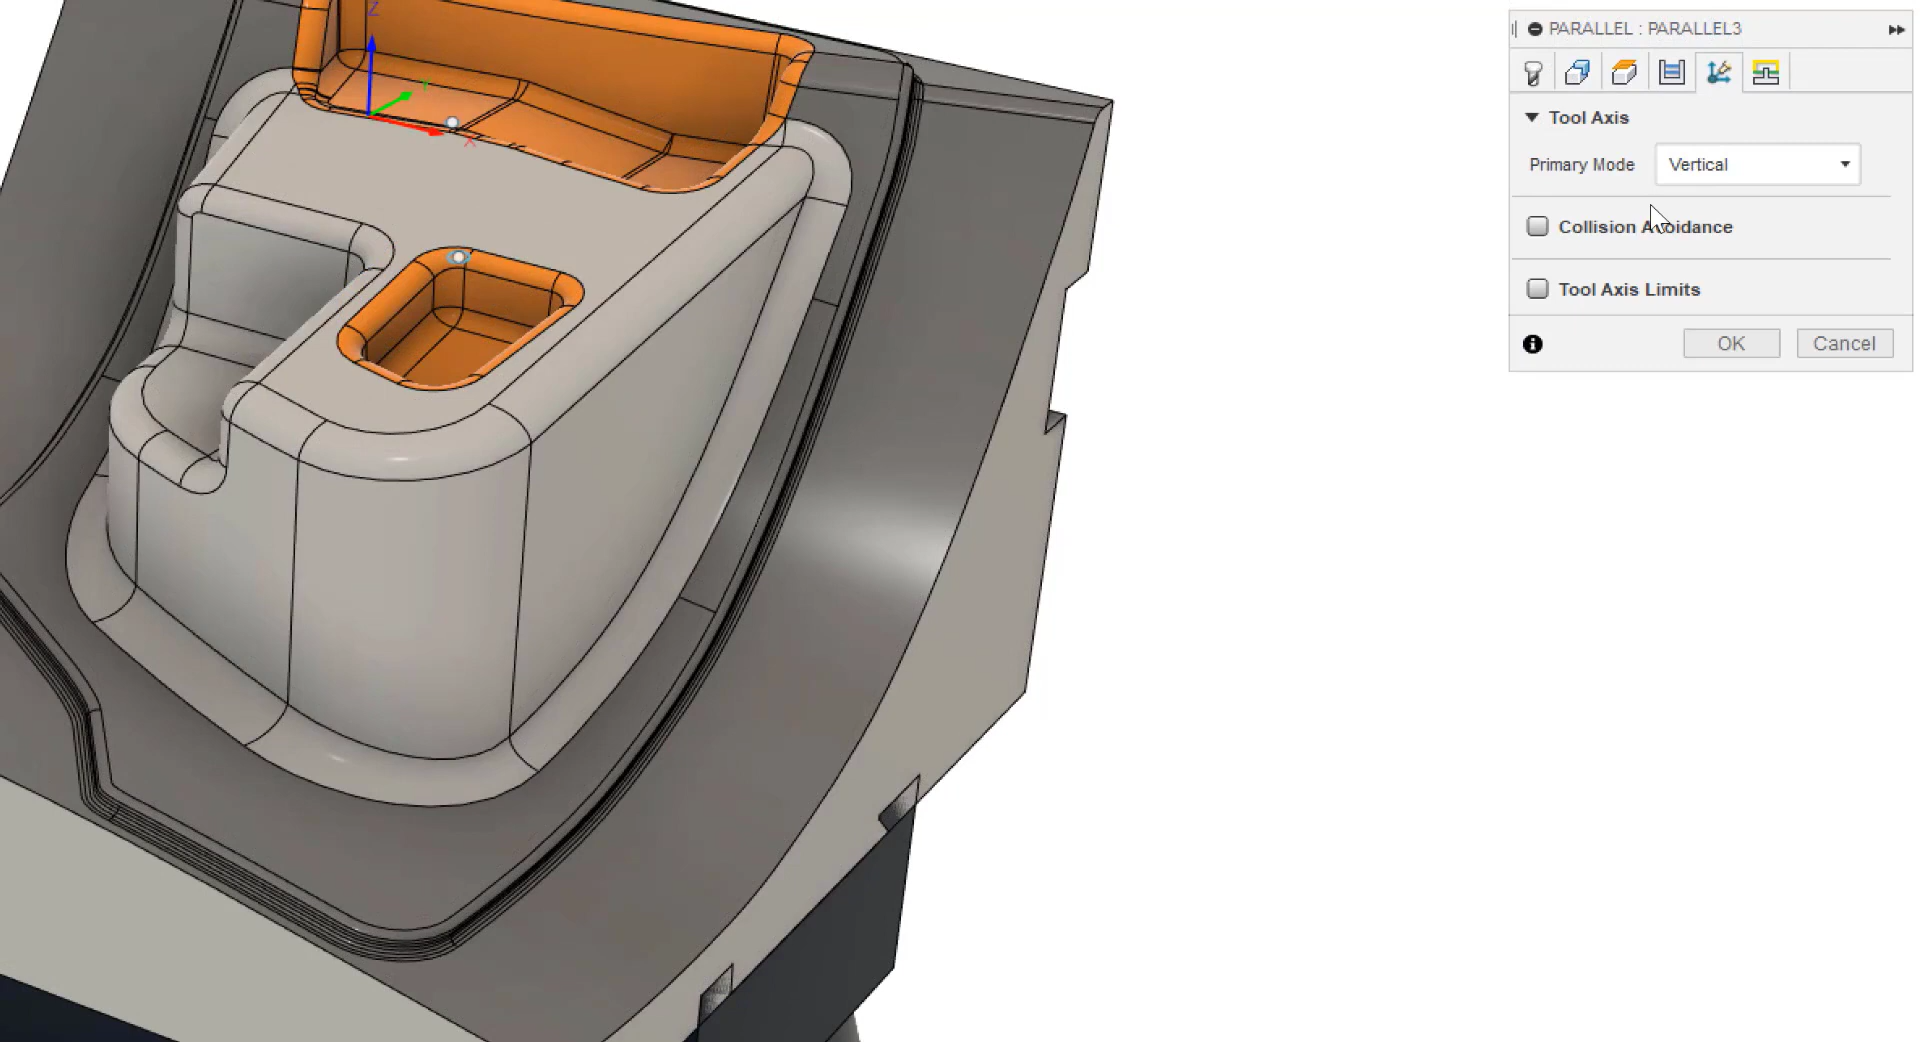 Z
Y
X
PARALLEL : PARALLEL3
Tool Axis
Primary Mode Vertical
Collision Avoidance
Tool Axis Limits
OK Cancel